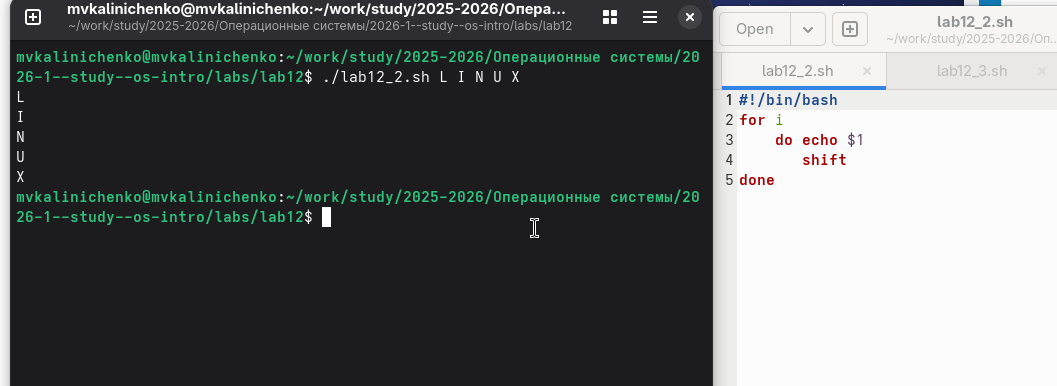 mvkalinichenko@mvkalinichenko:~/work/study/2025-2026/Опера...
~/work/study/2025-2026/Операционные системы/2026-1--study--os-intro/labs/lab12
mvkalinichenko@mvkalinichenko:~/work/study/2025-2026/Операционные системы/20
26-1--study--os-intro/labs/lab12$ ./lab12_2.sh L I N U X
L
I
N
U
X
mvkalinichenko@mvkalinichenko:~/work/study/2025-2026/Операционные системы/20
26-1--study--os-intro/labs/lab12$
Open
lab12_2.sh
~/work/study/2025-2026/Оп...
lab12_2.sh
lab12_3.sh
1 #!/bin/bash
2 for i
3     do echo $1
4        shift
5 done